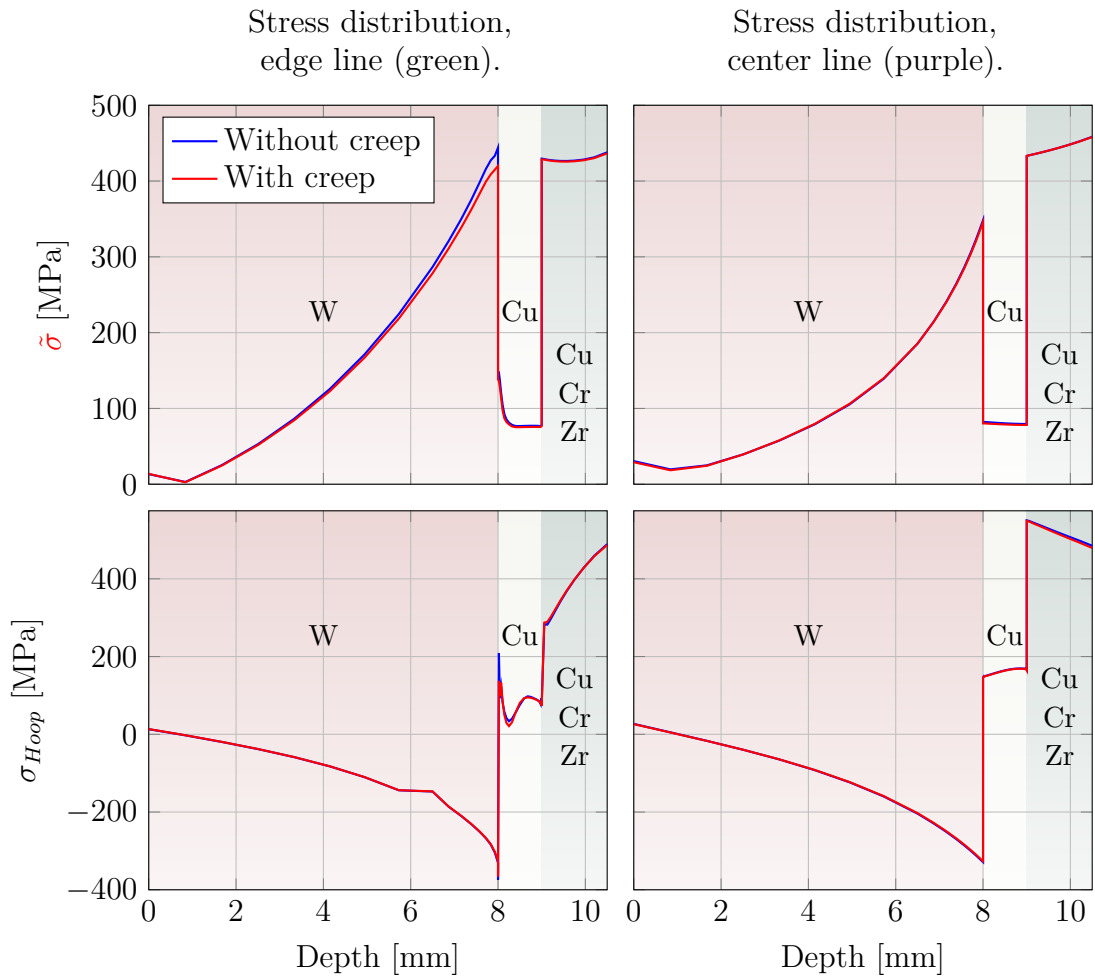 Stress distribution,
edge line (green).
Stress distribution,
center line (purple).
500
400
300
200
100
0
σ̃ [MPa]
Without creep
With creep
W
Cu
Cu
Cr
Zr
W
Cu
Cu
Cr
Zr
400
200
0
−200
−400
σ_Hoop [MPa]
W
Cu
Cu
Cr
Zr
W
Cu
Cu
Cr
Zr
0 2 4 6 8 10
Depth [mm]
0 2 4 6 8 10
Depth [mm]